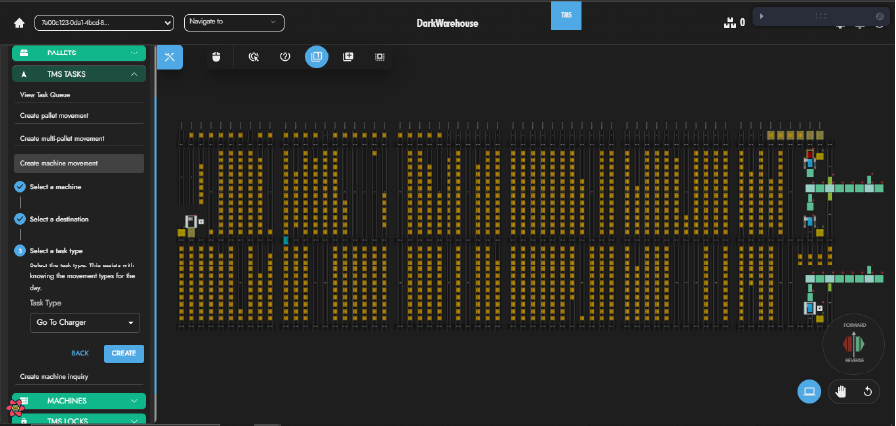 7a00c123-0da1-4bcd-8...
Navigate to
DarkWarehouse
TMS
0
PALLETS
TMS TASKS
View Task Queue
Create pallet movement
Create multi-pallet movement
Create machine movement
Select a machine
Select a destination
3 Select a task type
Select the task type. This assists with
knowing the movement types for the
day.
Task Type
Go To Charger
BACK
CREATE
Create machine inquiry
MACHINES
TMS LOCKS
FORWARD
REVERSE